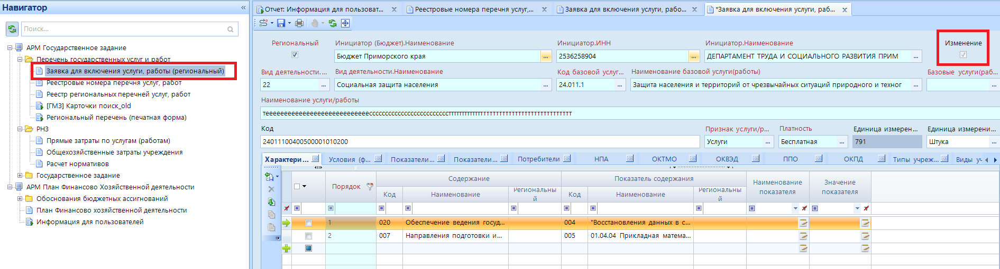 Навигатор
Поиск...
АРМ Государственное задание
Перечень государственных услуг и работ
Заявка для включения услуги, работы (региональный)
Реестровые номера перечня услуг, работ
Реестр региональных перечней услуг, работ
[ГМЗ] Карточки поиск_old
Региональный перечень (печатная форма)
РНЗ
Прямые затраты по услугам (работам)
Общехозяйственные затраты учреждения
Расчет нормативов
Государственное задание
АРМ План Финансово Хозяйственной деятельности
Обоснования бюджетных ассигнований
План Финансово хозяйственной деятельности
Информация для пользователей
Отчет: Информация для пользоват... Реестровые номера перечня услуг,... Заявка для включения услуги, рабо... *Заявка для включения услуги, раб...
Региональный Инициатор (Бюджет).Наименование Инициатор.ИНН Инициатор.Наименование Изменение
Бюджет Приморского края ... 2536258904 ... ДЕПАРТАМЕНТ ТРУДА И СОЦИАЛЬНОГО РАЗВИТИЯ ПРИМ ...
Вид деятельности.... Вид деятельности.Наименование Код базовой услуг... Наименование базовой услуги(работы) Базовые услуги(раб...
22 ... Социальная защита населения ... 24.011.1 ... Защита населения и территорий от чрезвычайных ситуаций природного и техног ... ...
Наименование услуги/работы
Код Признак услуги/р... Платность Единица измерен... Единица измерени...
24011100400500001010200 Услуги ... Бесплатная ... 791 Штука ...
Характери... Условия (ф... Показатели... Показатели... Потребители НПА ОКТМО ОКВЭД ППО ОКПД Типы учреж... Виды уч
Порядок Содержание Показатель содержания Наименование показателя Значение показателя
Код Наименование Региональный Код Наименование Региональный
1 020 Обеспечение ведения госуд... 004 "Восстановления данных в с...
2 007 Направления подготовки и... 005 01.04.04 Прикладная матема...